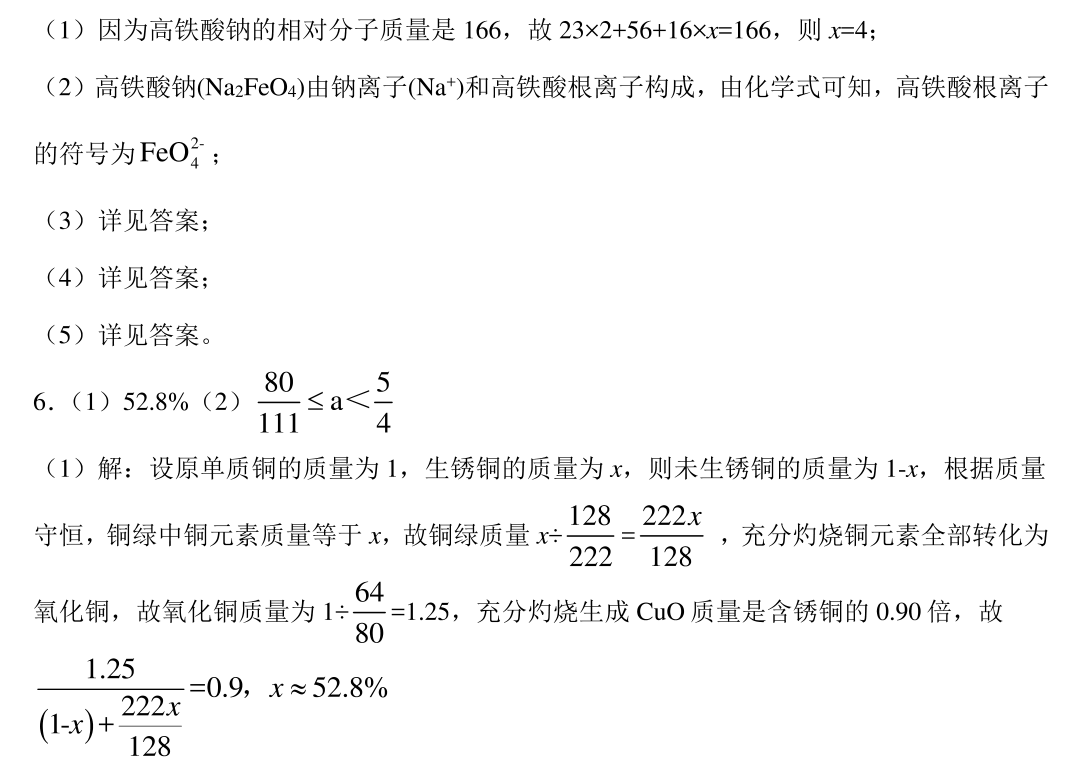 （1）因为高铁酸钠的相对分子质量是 166，故 23×2+56+16×x=166，则 x=4；
（2）高铁酸钠(Na₂FeO₄)由钠离子(Na⁺)和高铁酸根离子构成，由化学式可知，高铁酸根离子
的符号为 FeO₄²⁻；
（3）详见答案；
（4）详见答案；
（5）详见答案。
6.（1）52.8%（2）80/111 ≤ a＜5/4
（1）解：设原单质铜的质量为 1，生锈铜的质量为 x，则未生锈铜的质量为 1-x，根据质量
守恒，铜绿中铜元素质量等于 x，故铜绿质量 x÷128/222=222x/128 ，充分灼烧铜元素全部转化为
氧化铜，故氧化铜质量为 1÷64/80=1.25，充分灼烧生成 CuO 质量是含锈铜的 0.90 倍，故
1.25/((1-x)+222x/128)=0.9，x≈52.8%